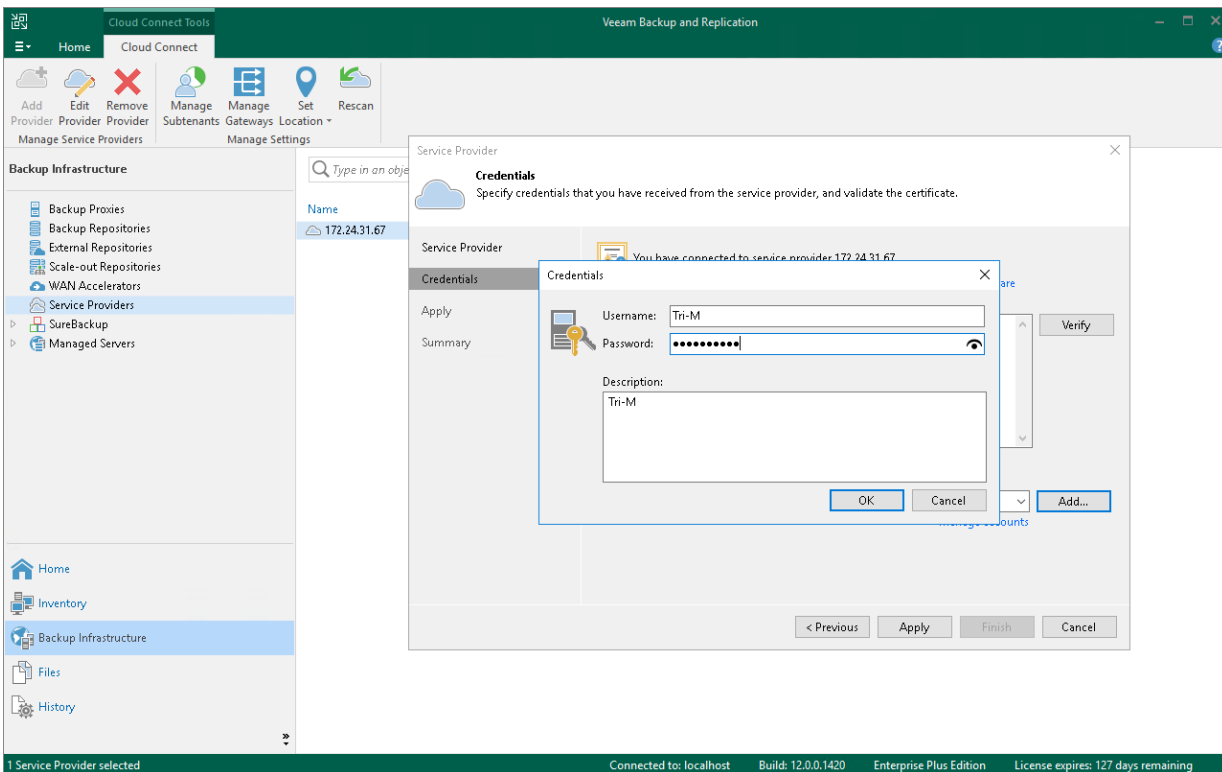 Cloud Connect Tools
Veeam Backup and Replication
Home
Cloud Connect
Add Provider
Edit Provider
Remove Provider
Manage Subtenants
Manage Gateways
Set Location
Rescan
Manage Service Providers
Manage Settings
Backup Infrastructure
Backup Proxies
Backup Repositories
External Repositories
Scale-out Repositories
WAN Accelerators
Service Providers
SureBackup
Managed Servers
Home
Inventory
Backup Infrastructure
Files
History
Type in an obje
Name
172.24.31.67
Service Provider
Credentials
Specify credentials that you have received from the service provider, and validate the certificate.
Service Provider
Credentials
Apply
Summary
You have connected to service provider 172.24.31.67
are
Verify
Credentials
Username:
Tri-M
Password:
••••••••••
Description:
Tri-M
OK
Cancel
Add...
Manage accounts
< Previous
Apply
Finish
Cancel
1 Service Provider selected
Connected to: localhost
Build: 12.0.0.1420
Enterprise Plus Edition
License expires: 127 days remaining